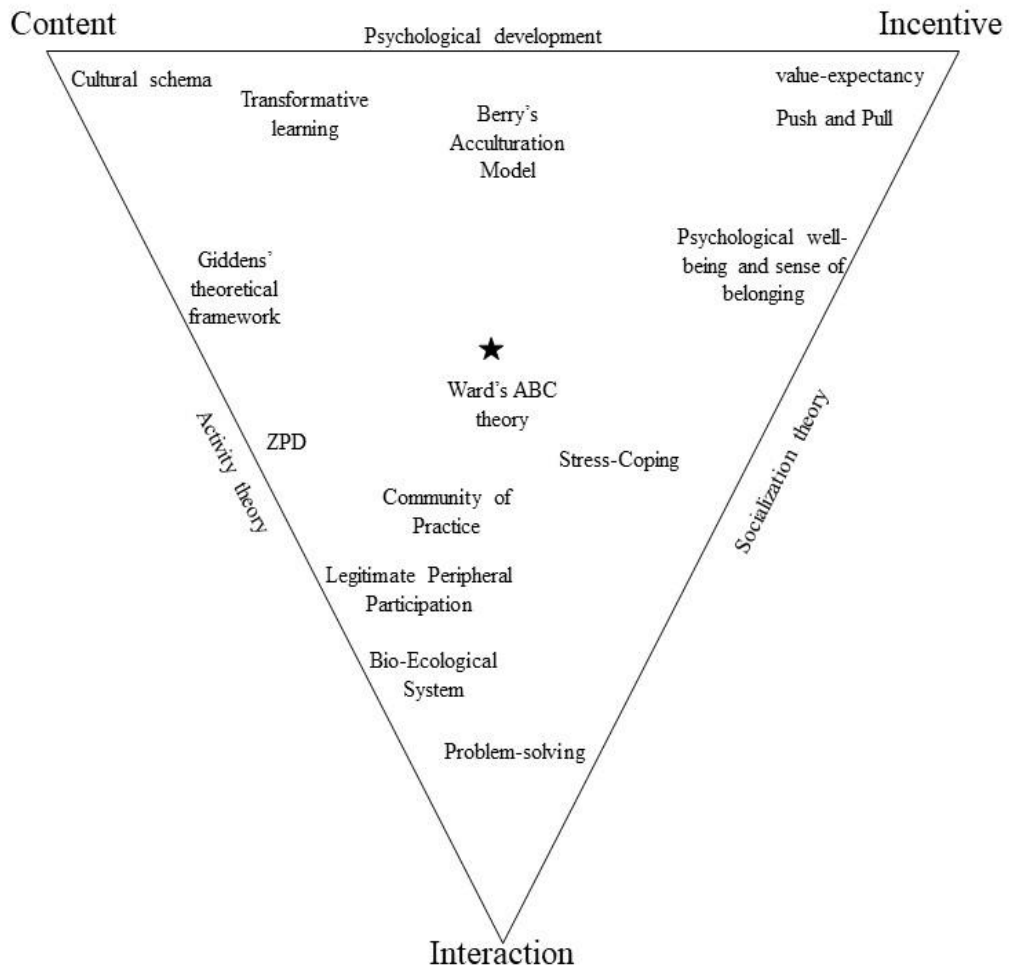 Content
Psychological development
Incentive
Cultural schema
value-expectancy
Transformative
learning
Berry's
Acculturation
Model
Push and Pull
Giddens'
theoretical
framework
Psychological well-
being and sense of
belonging
★
Ward's ABC
theory
Activity theory
ZPD
Stress-Coping
Socialization theory
Community of
Practice
Legitimate Peripheral
Participation
Bio-Ecological
System
Problem-solving
Interaction